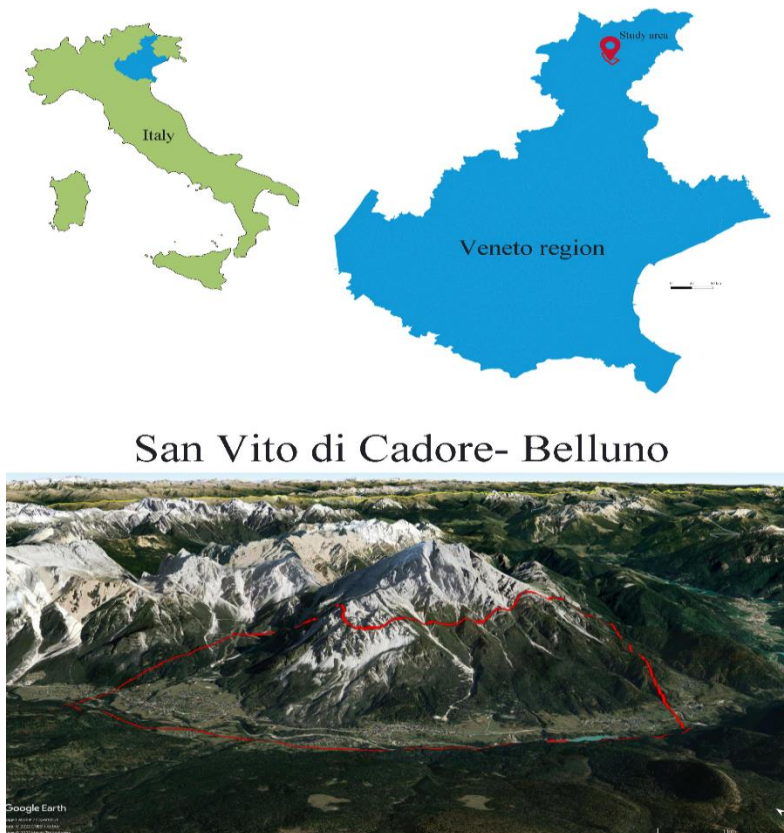 Study area
Italy
Veneto region
San Vito di Cadore- Belluno
Google Earth